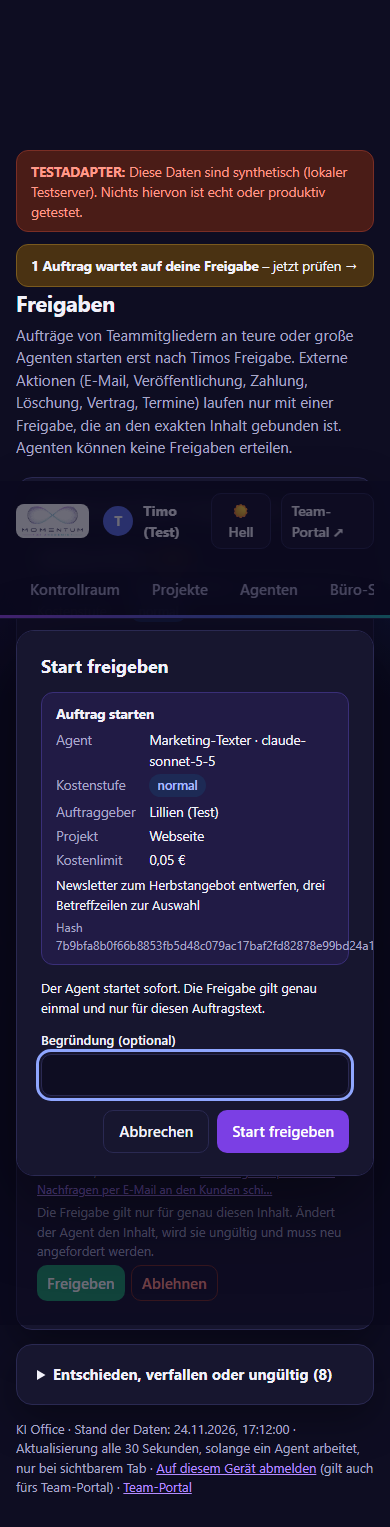 TESTADAPTER: Diese Daten sind synthetisch (lokaler
Testserver). Nichts hiervon ist echt oder produktiv
getestet.
1 Auftrag wartet auf deine Freigabe – jetzt prüfen →
Freigaben
Aufträge von Teammitgliedern an teure oder große
Agenten starten erst nach Timos Freigabe. Externe
Aktionen (E-Mail, Veröffentlichung, Zahlung,
Löschung, Vertrag, Termine) laufen nur mit einer
Freigabe, die an den exakten Inhalt gebunden ist.
Agenten können keine Freigaben erteilen.
MOMENTUM
T
Timo
(Test)
Hell
Team-
Portal ↗
Kontrollraum Projekte Agenten Büro-S
Start freigeben
Auftrag starten
Agent Marketing-Texter · claude-
sonnet-5-5
Kostenstufe normal
Auftraggeber Lillien (Test)
Projekt Webseite
Kostenlimit 0,05 €
Newsletter zum Herbstangebot entwerfen, drei
Betreffzeilen zur Auswahl
Hash
7b9bfa8b0f66b8853fb5d48c079ac17baf2fd82878e99bd24a1
Der Agent startet sofort. Die Freigabe gilt genau
einmal und nur für diesen Auftragstext.
Begründung (optional)
Abbrechen Start freigeben
Nachfragen per E-Mail an den Kunden schi...
Die Freigabe gilt nur für genau diesen Inhalt. Ändert
der Agent den Inhalt, wird sie ungültig und muss neu
angefordert werden.
Freigeben Ablehnen
▶ Entschieden, verfallen oder ungültig (8)
KI Office · Stand der Daten: 24.11.2026, 17:12:00 ·
Aktualisierung alle 30 Sekunden, solange ein Agent arbeitet,
nur bei sichtbarem Tab · Auf diesem Gerät abmelden (gilt auch
fürs Team-Portal) · Team-Portal